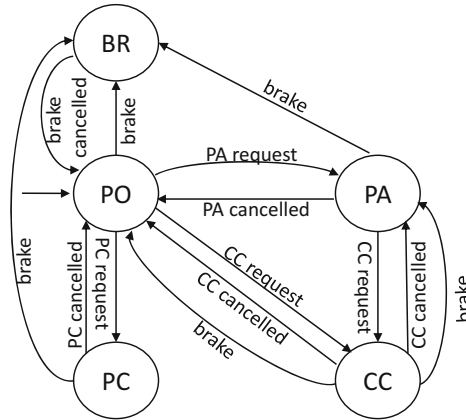 BR
brake
cancelled
brake
brake
PA request
PO
PA
PA cancelled
CC request
CC cancelled
brake
PC cancelled
PC request
brake
CC request
CC cancelled
brake
PC
CC